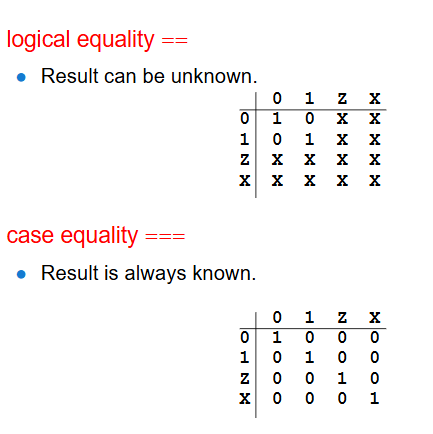 logical equality ==
Result can be unknown.
0 1 Z X
0 1 0 X X
1 0 1 X X
Z X X X X
X X X X X
case equality ===
Result is always known.
0 1 Z X
0 1 0 0 0
1 0 1 0 0
Z 0 0 1 0
X 0 0 0 1